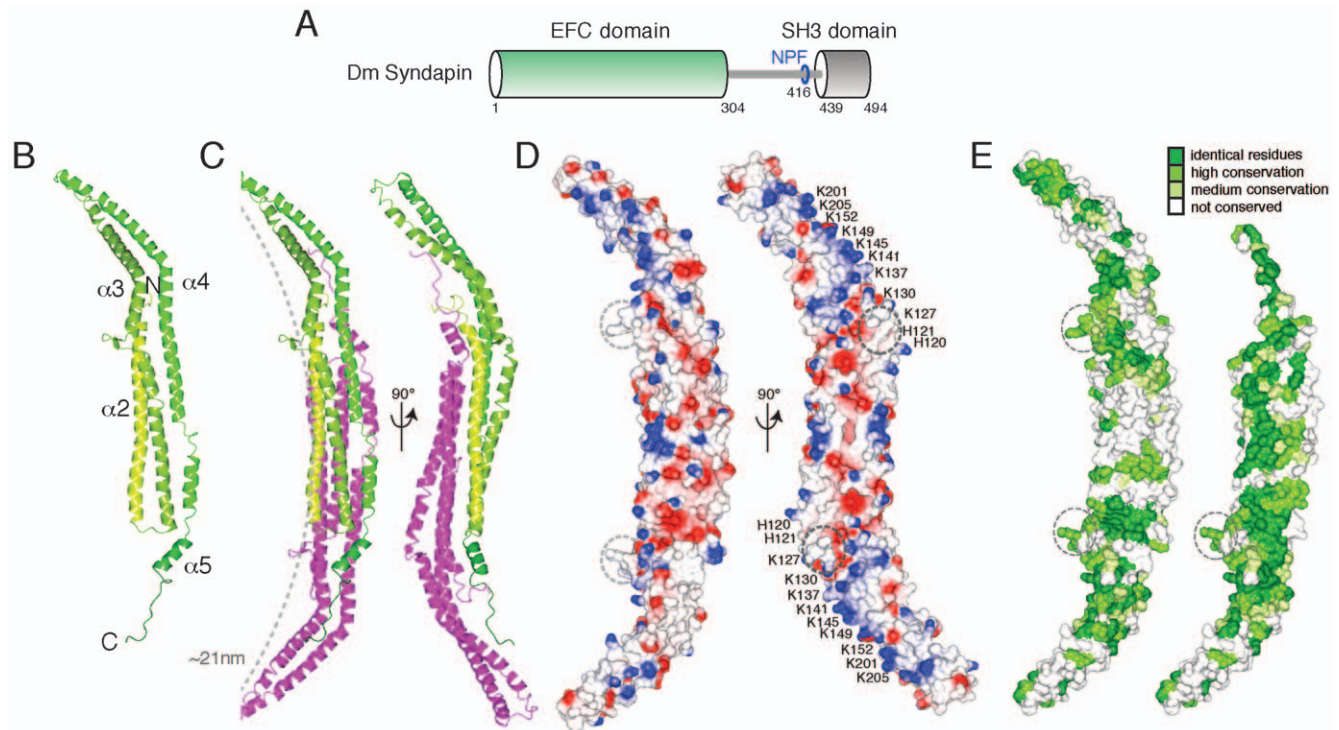 A
EFC domain
SH3 domain
Dm Syndapin
NPF
1
304
416
439
494
B
α3
N
α4
α2
α5
C
C
90°
~21nm
D
90°
K201
K205
K152
K149
K145
K141
K137
K130
K127
H121
H120
H120
H121
K127
K130
K137
K141
K145
K149
K152
K201
K205
E
identical residues
high conservation
medium conservation
not conserved